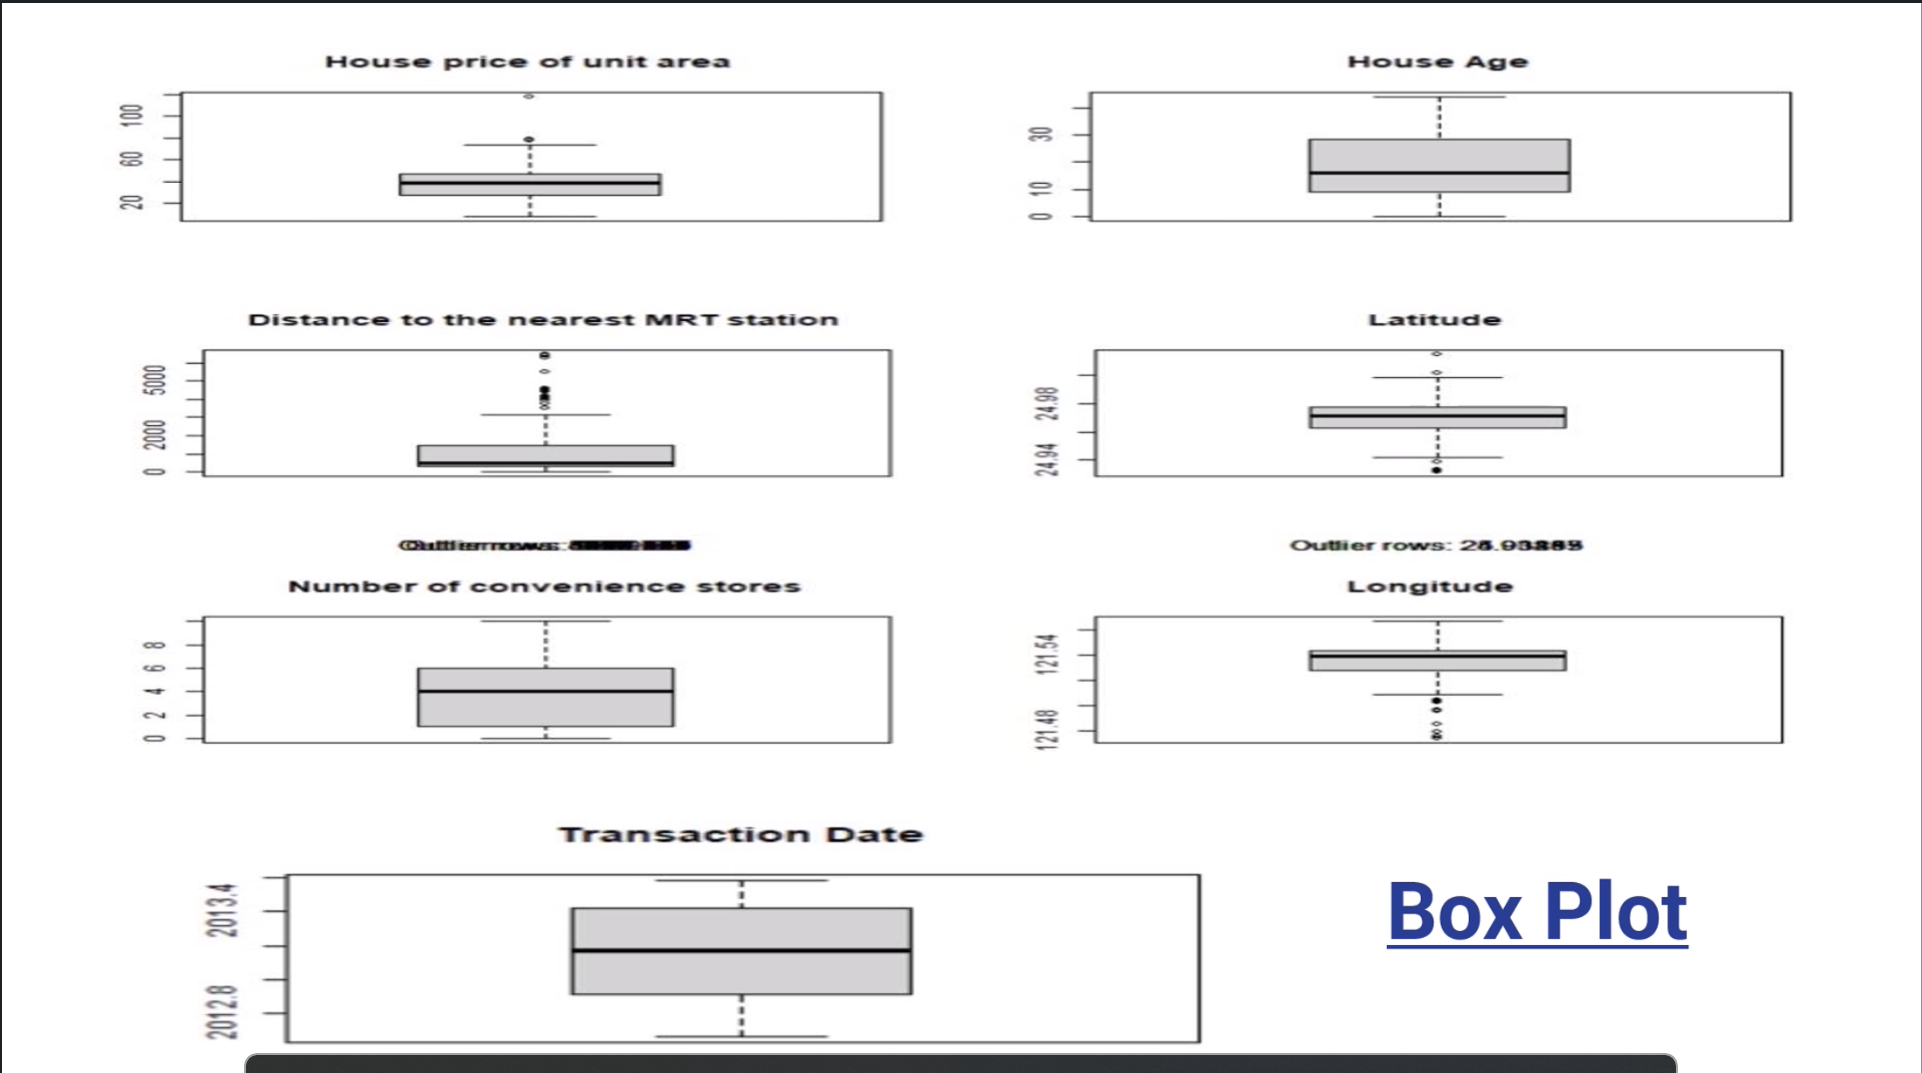 House price of unit area
100
60
20
House Age
30
10
0
Distance to the nearest MRT station
5000
2000
0
Latitude
24.98
24.94
Outlier rows:
Number of convenience stores
8
6
4
2
0
Longitude
121.54
121.48
Transaction Date
2013.4
2012.8
Box Plot